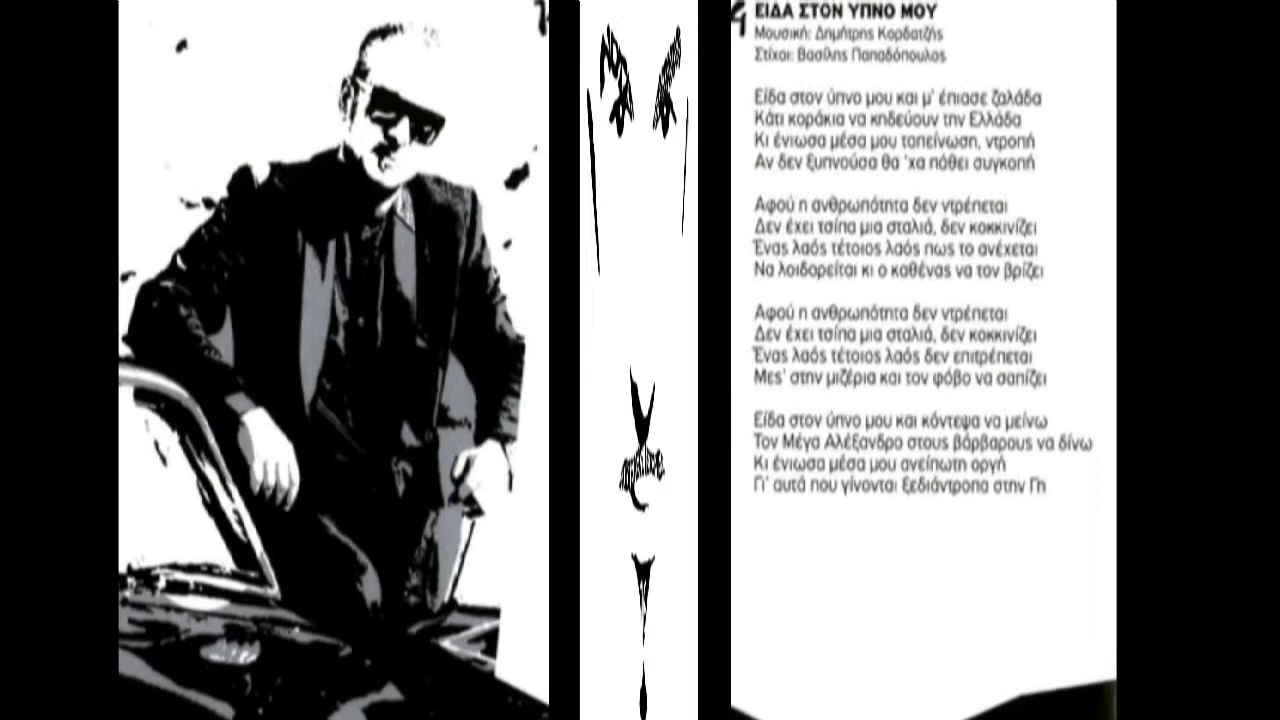 ΕΙΔΑ ΣΤΟΝ ΥΠΝΟ ΜΟΥ
Μουσική: Δημήτρης Κορδατζής
Στίχοι: Βασίλης Παπαδόπουλος
Είδα στον ύπνο μου και μ' έπιασε ζαλάδα
Κάτι κοράκια να κηδεύουν την Ελλάδα
Κι ένιωσα μέσα μου ταπείνωση, ντροπή
Αν δεν ξυπνούσα θα 'χα πάθει συγκοπή
Αφού η ανθρωπότητα δεν ντρέπεται
Δεν έχει τσίπα μια σταλιά, δεν κοκκινίζει
Ένας λαός τέτοιος λαός πως το ανέχεται
Να λοιδορείται κι ο καθένας να τον βρίζει
Αφού η ανθρωπότητα δεν ντρέπεται
Δεν έχει τσίπα μια σταλιά, δεν κοκκινίζει
Ένας λαός τέτοιος λαός δεν επιτρέπεται
Μες' στην μιζέρια και τον φόβο να σαπίζει
Είδα στον ύπνο μου και κόντεψα να μείνω
Τον Μέγα Αλέξανδρο στους βάρβαρους να δίνω
Κι ένιωσα μέσα μου ανείπωτη οργή
Γι' αυτά που γίνονται ξεδιάντροπα στην Γη